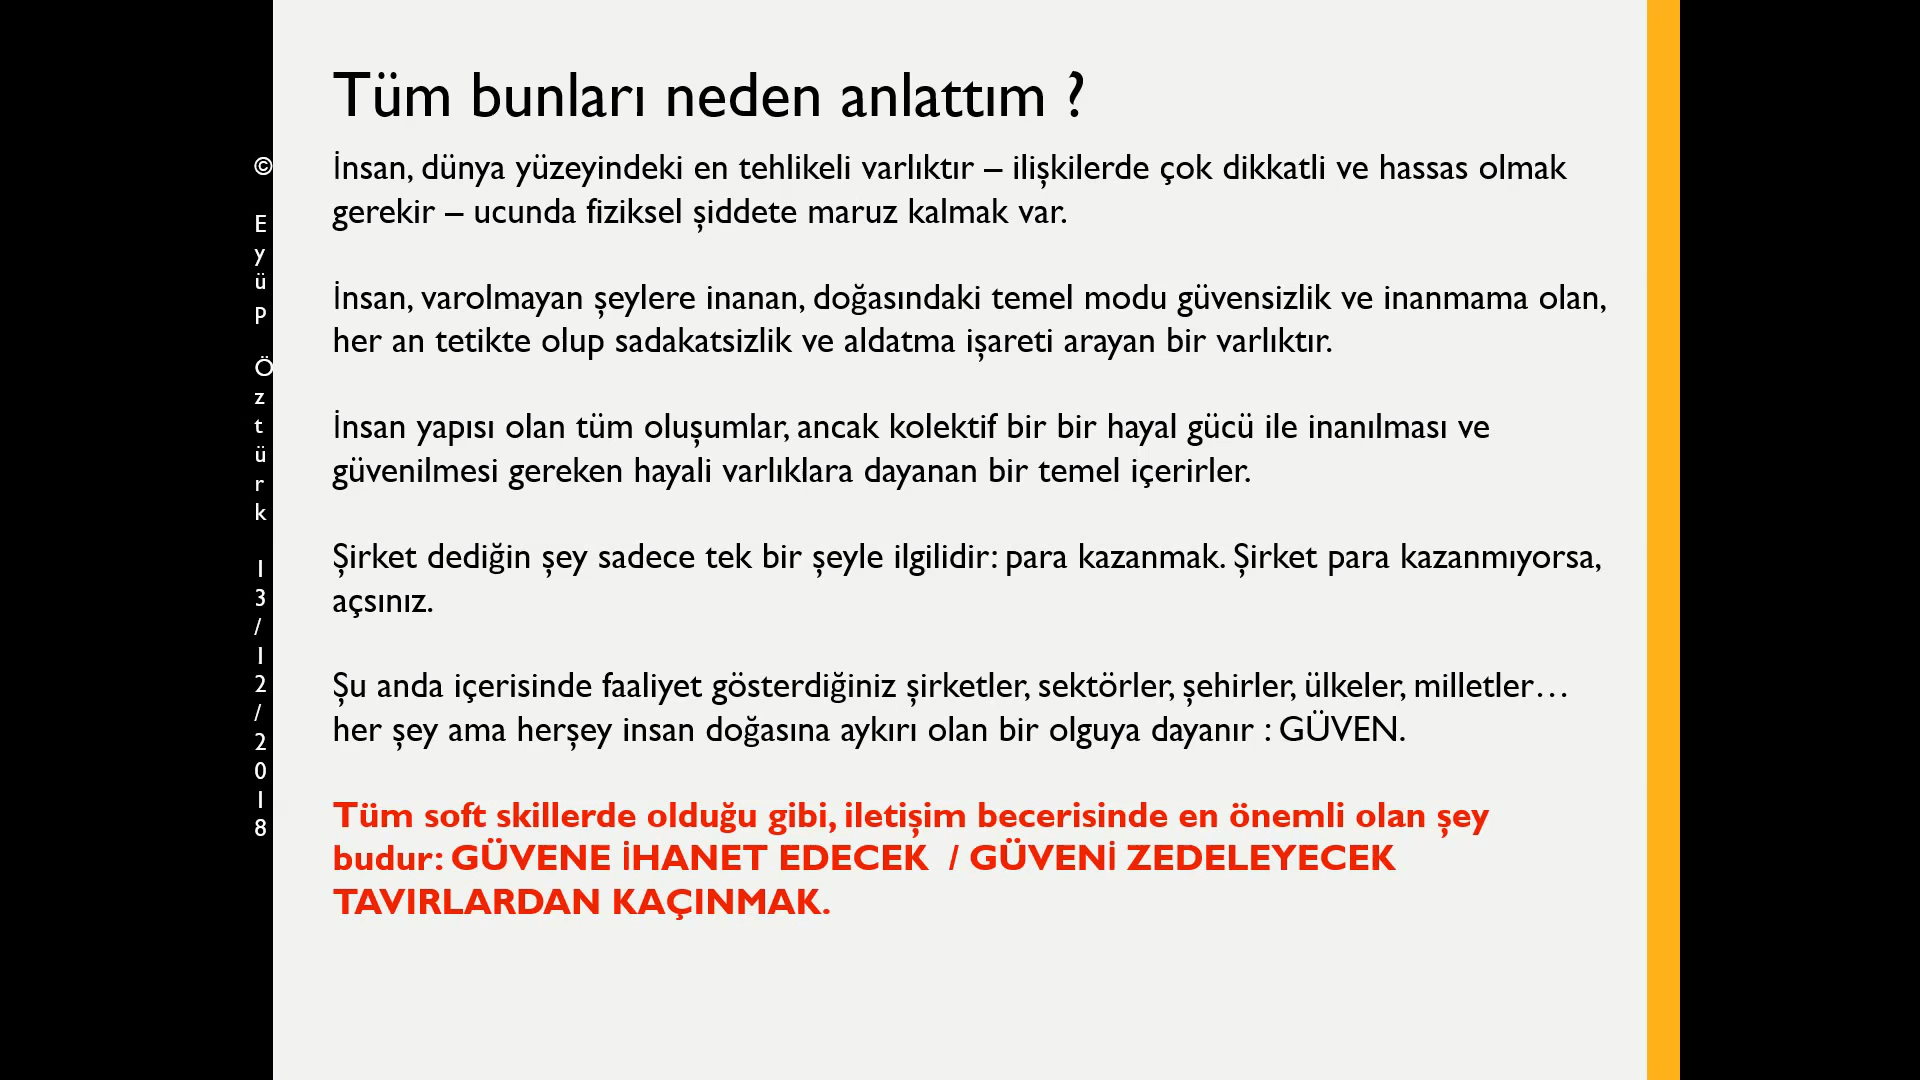 Tüm bunları neden anlattım ?
İnsan, dünya yüzeyindeki en tehlikeli varlıktır – ilişkilerde çok dikkatli ve hassas olmak
gerekir – ucunda fiziksel şiddete maruz kalmak var.
İnsan, varolmayan şeylere inanan, doğasındaki temel modu güvensizlik ve inanmama olan,
her an tetikte olup sadakatsizlik ve aldatma işareti arayan bir varlıktır.
İnsan yapısı olan tüm oluşumlar, ancak kolektif bir bir hayal gücü ile inanılması ve
güvenilmesi gereken hayali varlıklara dayanan bir temel içerirler.
Şirket dediğin şey sadece tek bir şeyle ilgilidir: para kazanmak. Şirket para kazanmıyorsa,
açsınız.
Şu anda içerisinde faaliyet gösterdiğiniz şirketler, sektörler, şehirler, ülkeler, milletler…
her şey ama herşey insan doğasına aykırı olan bir olguya dayanır : GÜVEN.
Tüm soft skillerde olduğu gibi, iletişim becerisinde en önemli olan şey
budur: GÜVENE İHANET EDECEK / GÜVENİ ZEDELEYECEK
TAVIRLARDAN KAÇINMAK.
© Eyüp Öztürk 13/12/2018